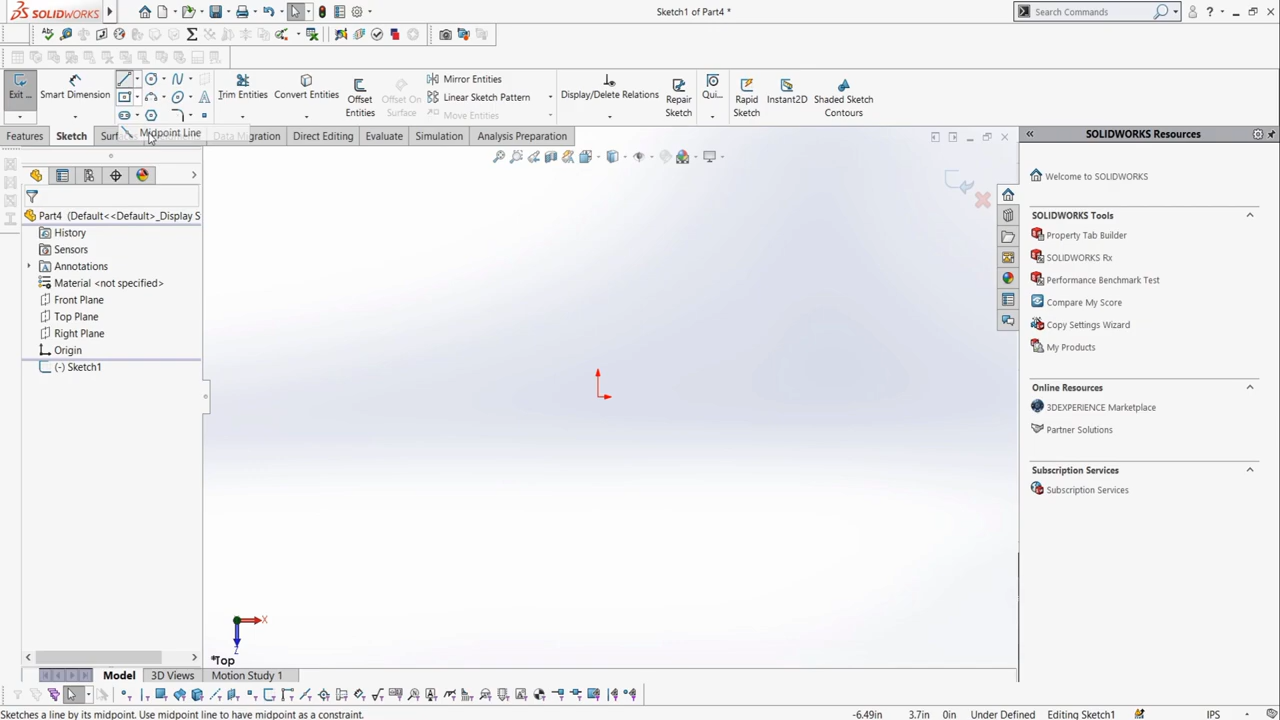 SOLIDWORKS
Sketch1 of Part4 *
Search Commands
Exit ...
Smart Dimension
Trim Entities
Convert Entities
Offset Entities
Offset On Surface
Mirror Entities
Linear Sketch Pattern
Move Entities
Display/Delete Relations
Repair Sketch
Qui...
Rapid Sketch
Instant2D
Shaded Sketch Contours
Midpoint Line
Features
Sketch
Migration
Direct Editing
Evaluate
Simulation
Analysis Preparation
SOLIDWORKS Resources
Part4 (Default<<Default>_Display S
History
Sensors
Annotations
Material <not specified>
Front Plane
Top Plane
Right Plane
Origin
(-) Sketch1
Welcome to SOLIDWORKS
SOLIDWORKS Tools
Property Tab Builder
SOLIDWORKS Rx
Performance Benchmark Test
Compare My Score
Copy Settings Wizard
My Products
Online Resources
3DEXPERIENCE Marketplace
Partner Solutions
Subscription Services
Subscription Services
X
Z
*Top
Model
3D Views
Motion Study 1
Sketches a line by its midpoint. Use midpoint line to have midpoint as a constraint.
-6.49in
3.7in
0in
Under Defined
Editing Sketch1
IPS